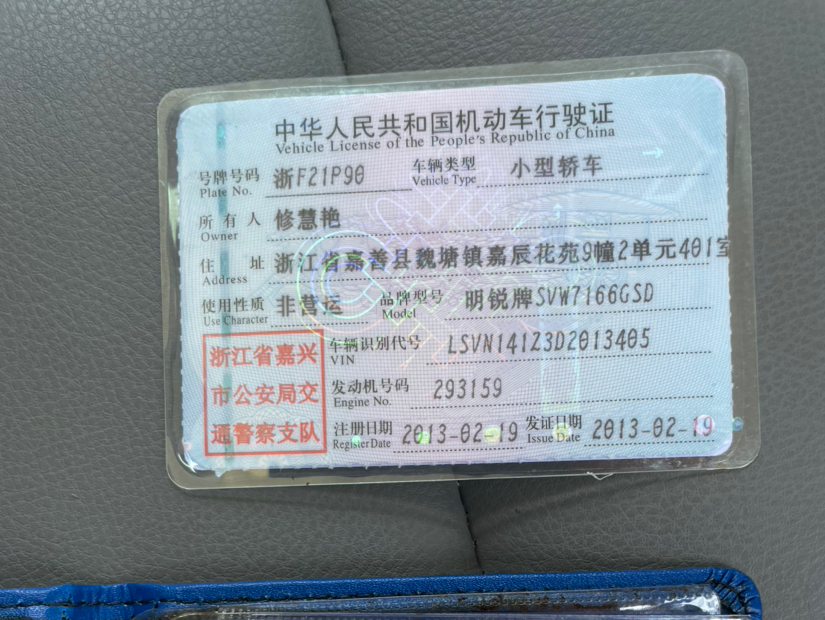 中华人民共和国机动车行驶证
Vehicle License of the People's Republic of China
号牌号码 浙F21P90 车辆类型 小型轿车
Plate No. Vehicle Type
所有人 修慧艳
Owner
住址 浙江省嘉善县魏塘镇嘉辰花苑9幢2单元401室
Address
使用性质 非营运 品牌型号 明锐牌SVW7166GSD
Use Character Model
浙江省嘉兴
市公安局交
通警察支队
车辆识别代号 LSVN141Z3D2013405
VIN
发动机号码 293159
Engine No.
注册日期 2013-02-19 发证日期 2013-02-19
Register Date Issue Date